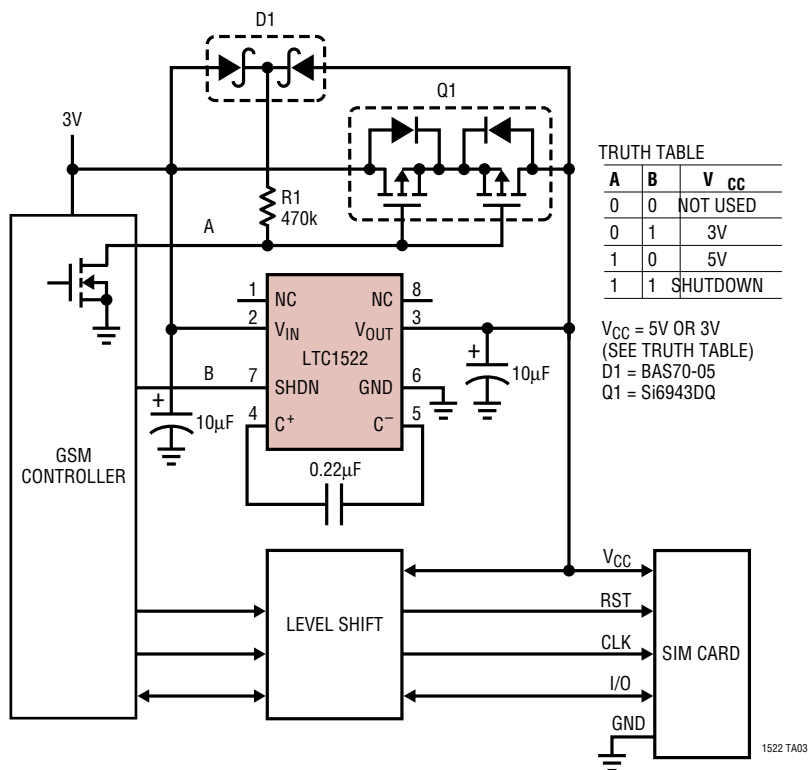 D1
Q1
3V
R1
470k
A
TRUTH TABLE
A B V CC
0 0 NOT USED
0 1 3V
1 0 5V
1 1 SHUTDOWN
VCC = 5V OR 3V
(SEE TRUTH TABLE)
D1 = BAS70-05
Q1 = Si6943DQ
1 NC NC 8
2 VIN VOUT 3
LTC1522
B 7 SHDN GND 6
4 C+ C– 5
+ 10µF
+ 10µF
0.22µF
GSM
CONTROLLER
LEVEL SHIFT
VCC
RST
CLK
I/O
GND
SIM CARD
1522 TA03